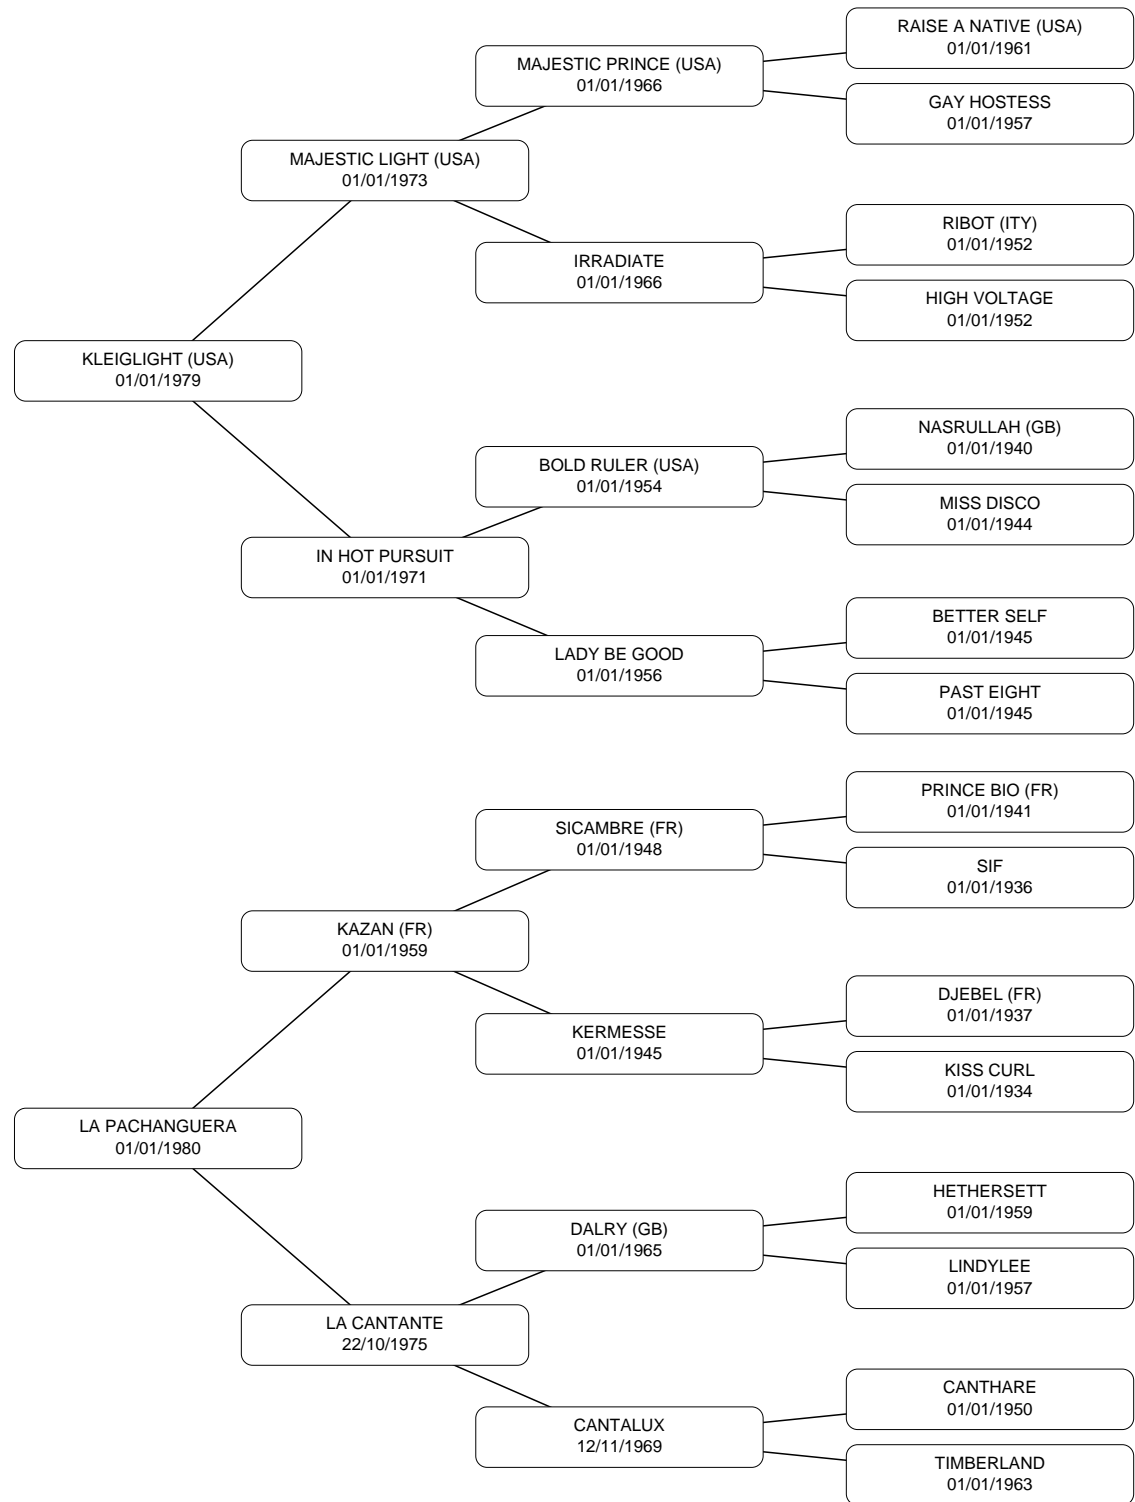 RAISE A NATIVE (USA)
01/01/1961
MAJESTIC PRINCE (USA)
01/01/1966
GAY HOSTESS
01/01/1957
MAJESTIC LIGHT (USA)
01/01/1973
RIBOT (ITY)
01/01/1952
IRRADIATE
01/01/1966
HIGH VOLTAGE
01/01/1952
KLEIGLIGHT (USA)
01/01/1979
NASRULLAH (GB)
01/01/1940
BOLD RULER (USA)
01/01/1954
MISS DISCO
01/01/1944
IN HOT PURSUIT
01/01/1971
BETTER SELF
01/01/1945
LADY BE GOOD
01/01/1956
PAST EIGHT
01/01/1945
PRINCE BIO (FR)
01/01/1941
SICAMBRE (FR)
01/01/1948
SIF
01/01/1936
KAZAN (FR)
01/01/1959
DJEBEL (FR)
01/01/1937
KERMESSE
01/01/1945
KISS CURL
01/01/1934
LA PACHANGUERA
01/01/1980
HETHERSETT
01/01/1959
DALRY (GB)
01/01/1965
LINDYLEE
01/01/1957
LA CANTANTE
22/10/1975
CANTHARE
01/01/1950
CANTALUX
12/11/1969
TIMBERLAND
01/01/1963